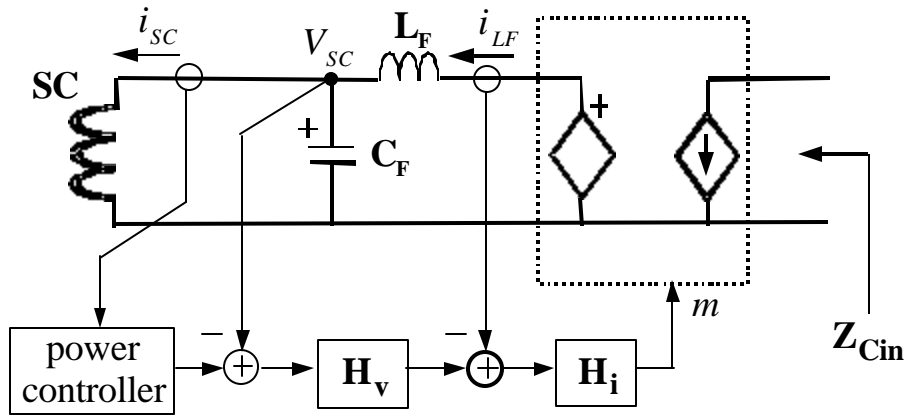 i_SC
V_SC
L_F
i_LF
SC
+
C_F
+
m
Z_Cin
power
controller
−
+
H_v
−
+
H_i